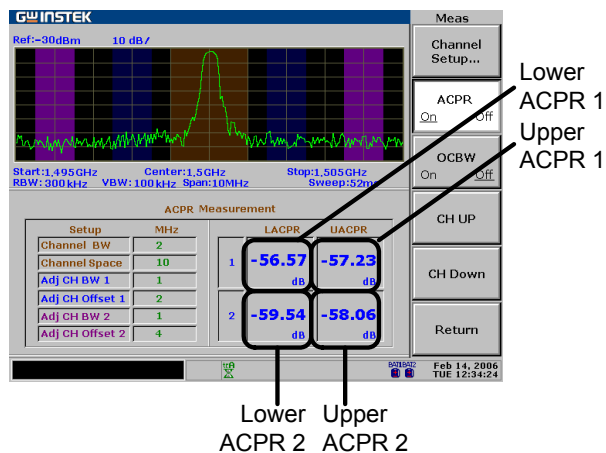 GWINSTEK
Meas
Ref:-30dBm 10 dB/
Channel
Setup...
Lower
ACPR 1
ACPR
On Off
Upper
ACPR 1
OCBW
On Off
Start:1,495GHz Center:1,5GHz Stop:1,505GHz
RBW:300kHz VBW:100kHz Span:10MHz Sweep:52ms
CH UP
ACPR Measurement
Setup MHz LACPR UACPR
Channel BW 2
Channel Space 10
Adj CH BW 1 1
Adj CH Offset 1 2
Adj CH BW 2 1
Adj CH Offset 2 4
1 -56.57 dB -57.23 dB
2 -59.54 dB -58.06 dB
CH Down
Return
BAT1 BAT2
Feb 14, 2006
TUE 12:34:24
Lower
ACPR 2
Upper
ACPR 2